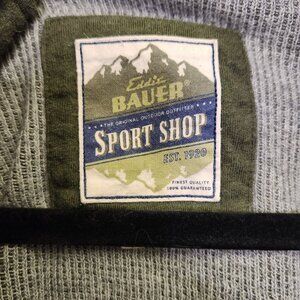 Eddie
BAUER
THE ORIGINAL OUTDOOR OUTFITTER
SPORT SHOP
EST. 1920
FINEST QUALITY
100% GUARANTEED